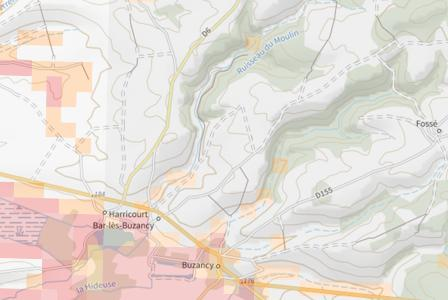 D6
Ruisseau du Moulin
Fossé
D155
Harricourt
Bar-lès-Buzancy
Buzancy
la Hideuse